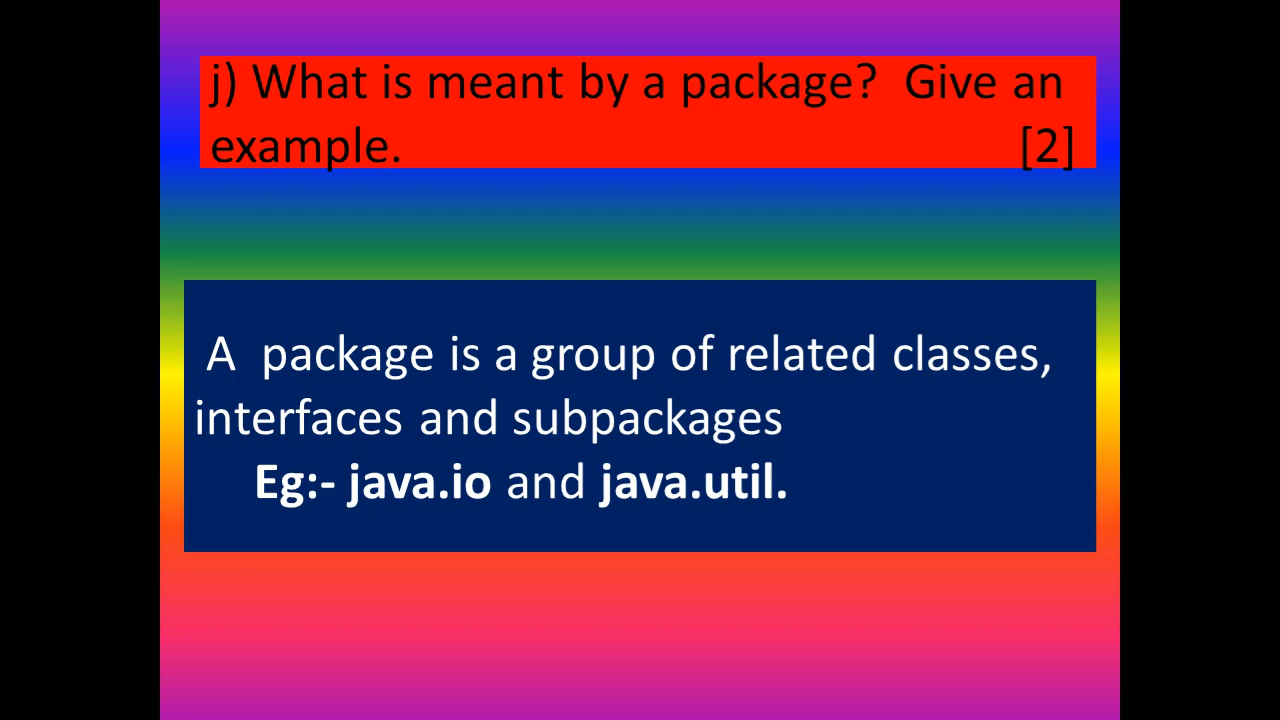 j) What is meant by a package?  Give an
example. [2]
A  package is a group of related classes,
interfaces and subpackages
Eg:- java.io and java.util.